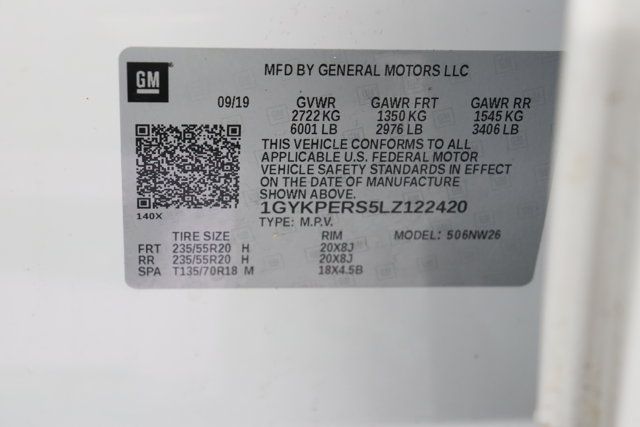 GM
MFD BY GENERAL MOTORS LLC
09/19 GVWR GAWR FRT GAWR RR
2722 KG 1350 KG 1545 KG
6001 LB 2976 LB 3406 LB
THIS VEHICLE CONFORMS TO ALL
APPLICABLE U.S. FEDERAL MOTOR
VEHICLE SAFETY STANDARDS IN EFFECT
ON THE DATE OF MANUFACTURE
SHOWN ABOVE.
140X
1GYKPERS5LZ122420
TYPE: M.P.V.
TIRE SIZE RIM MODEL: 506NW26
FRT 235/55R20 H 20X8J
RR 235/55R20 H 20X8J
SPA T135/70R18 M 18X4.5B